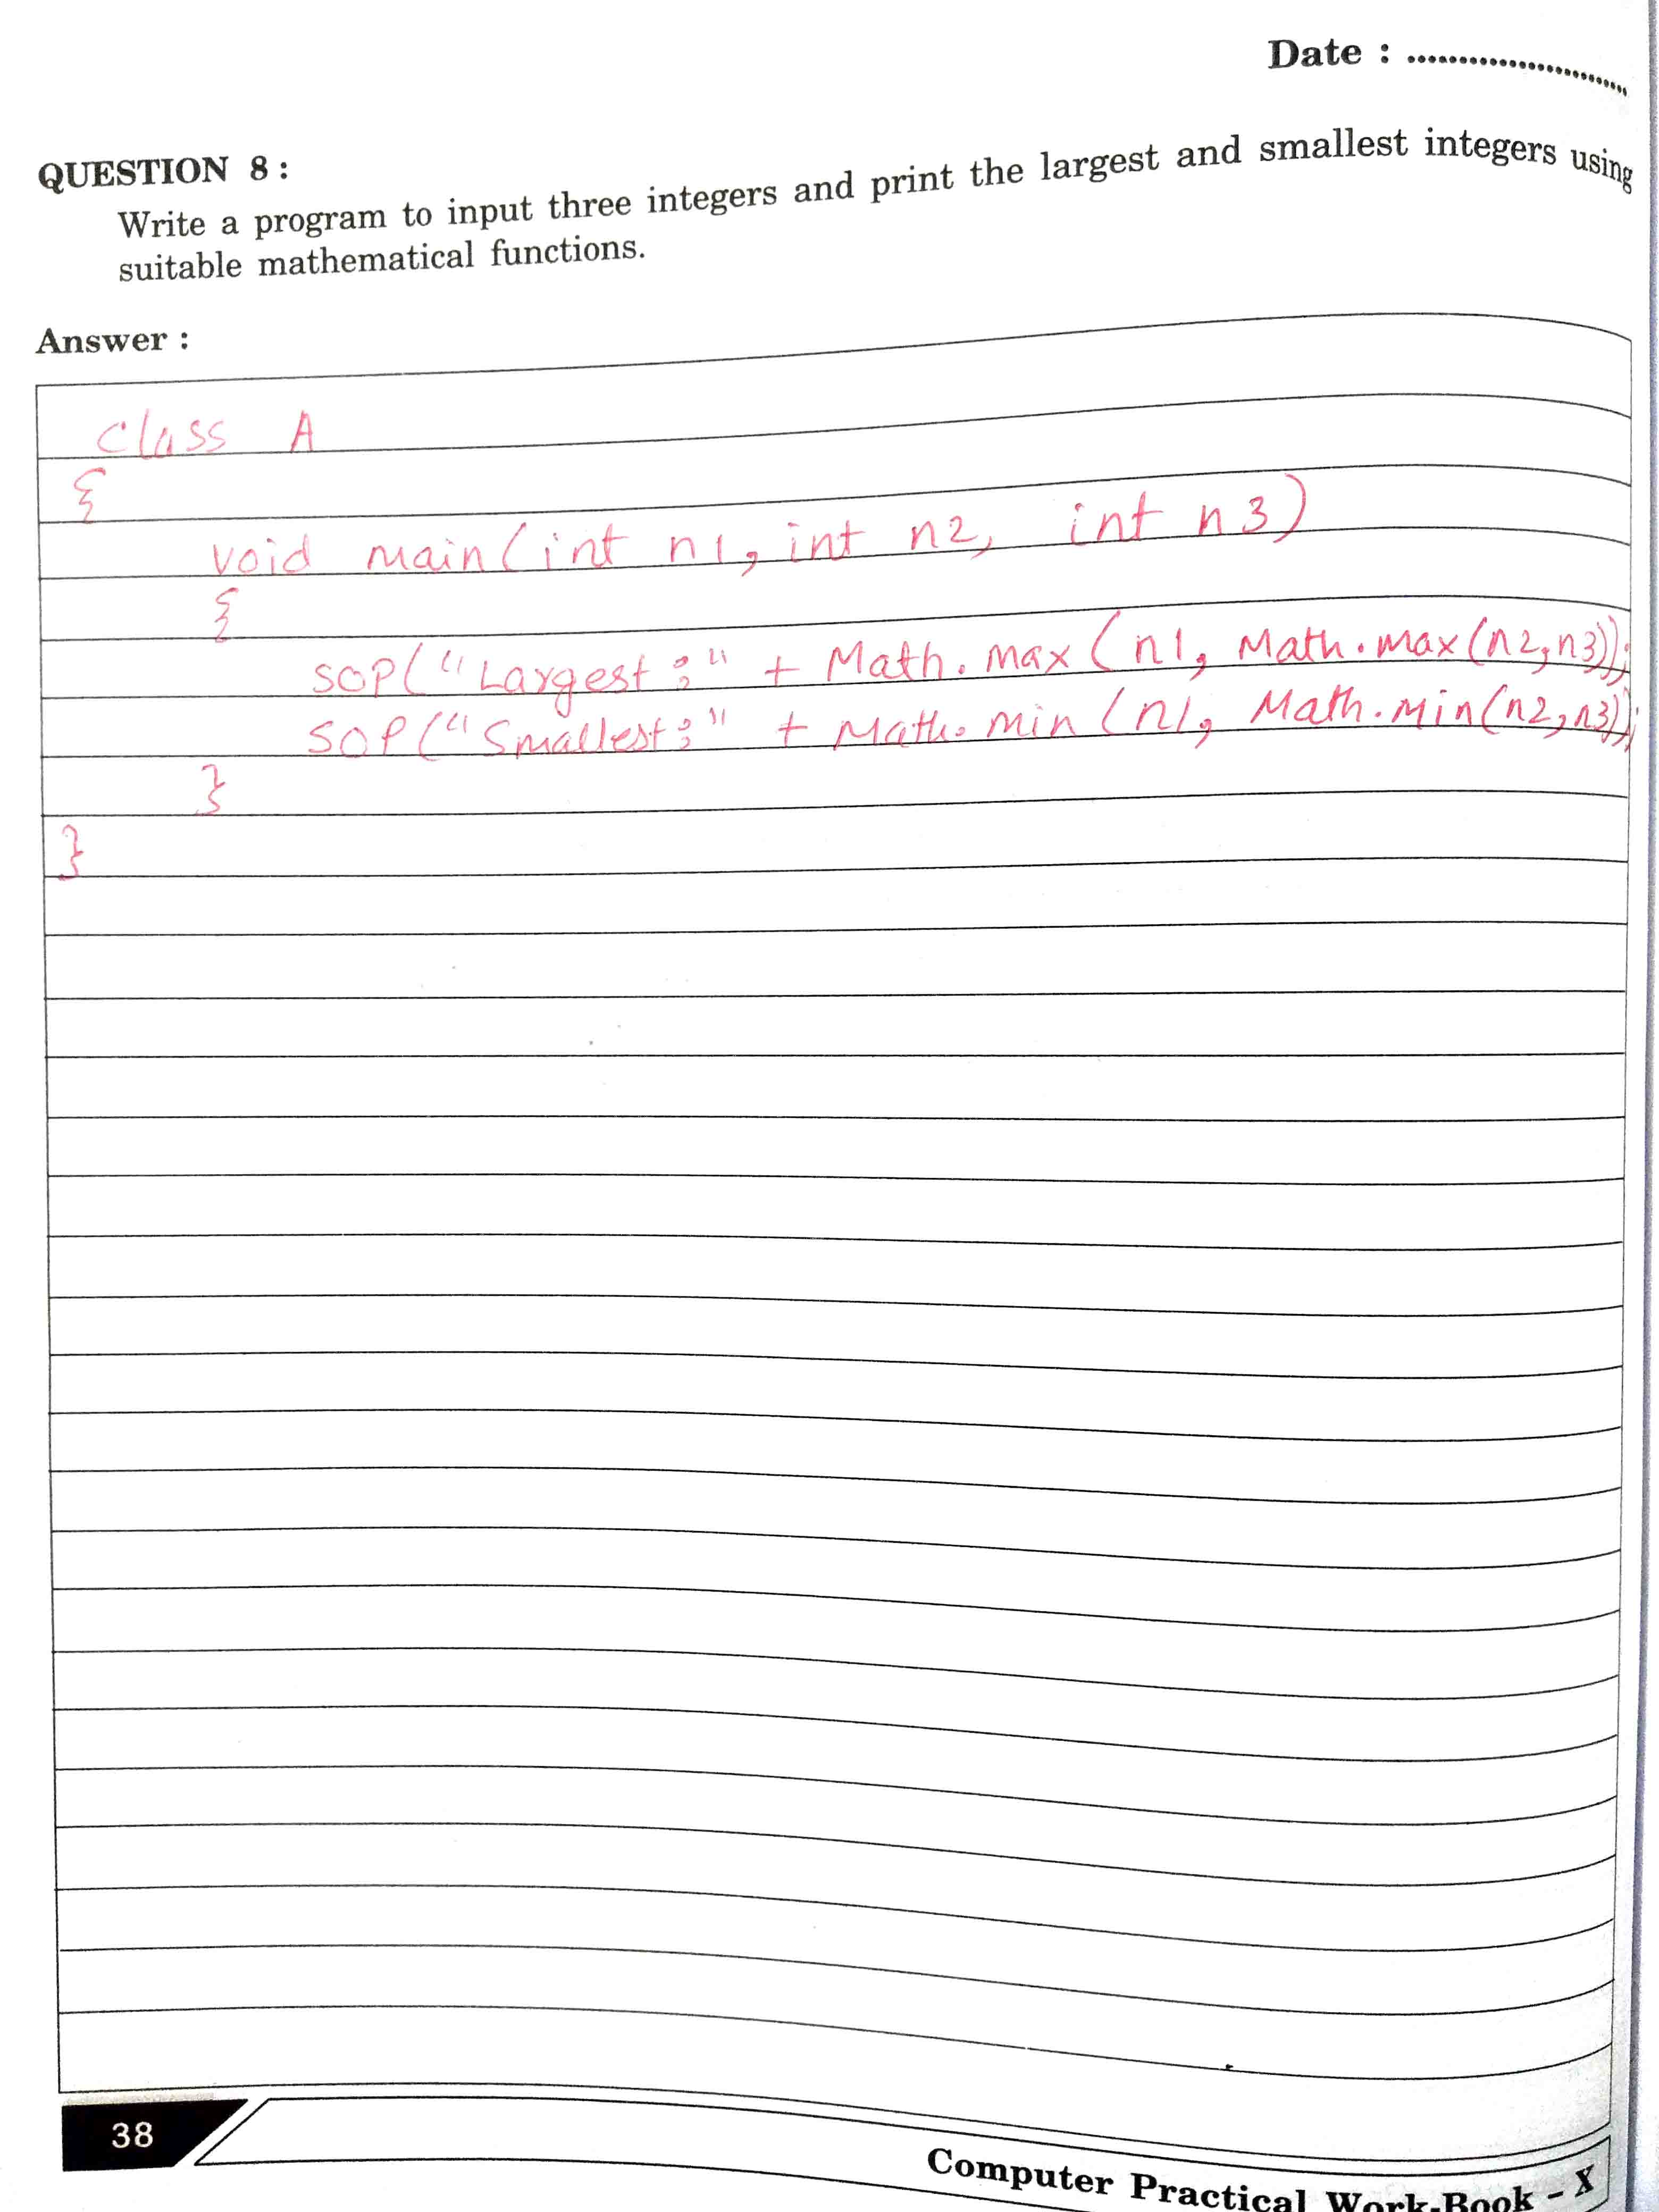 Date : ..........................
QUESTION 8 :
Write a program to input three integers and print the largest and smallest integers using
suitable mathematical functions.
Answer :
class A
{
void main(int n1, int n2, int n3)
{
SOP("Largest:" + Math.max(n1, Math.max(n2,n3));
SOP("Smallest:" + Math.min(n1, Math.min(n2,n3));
}
}
38
Computer Practical Work-Book - X